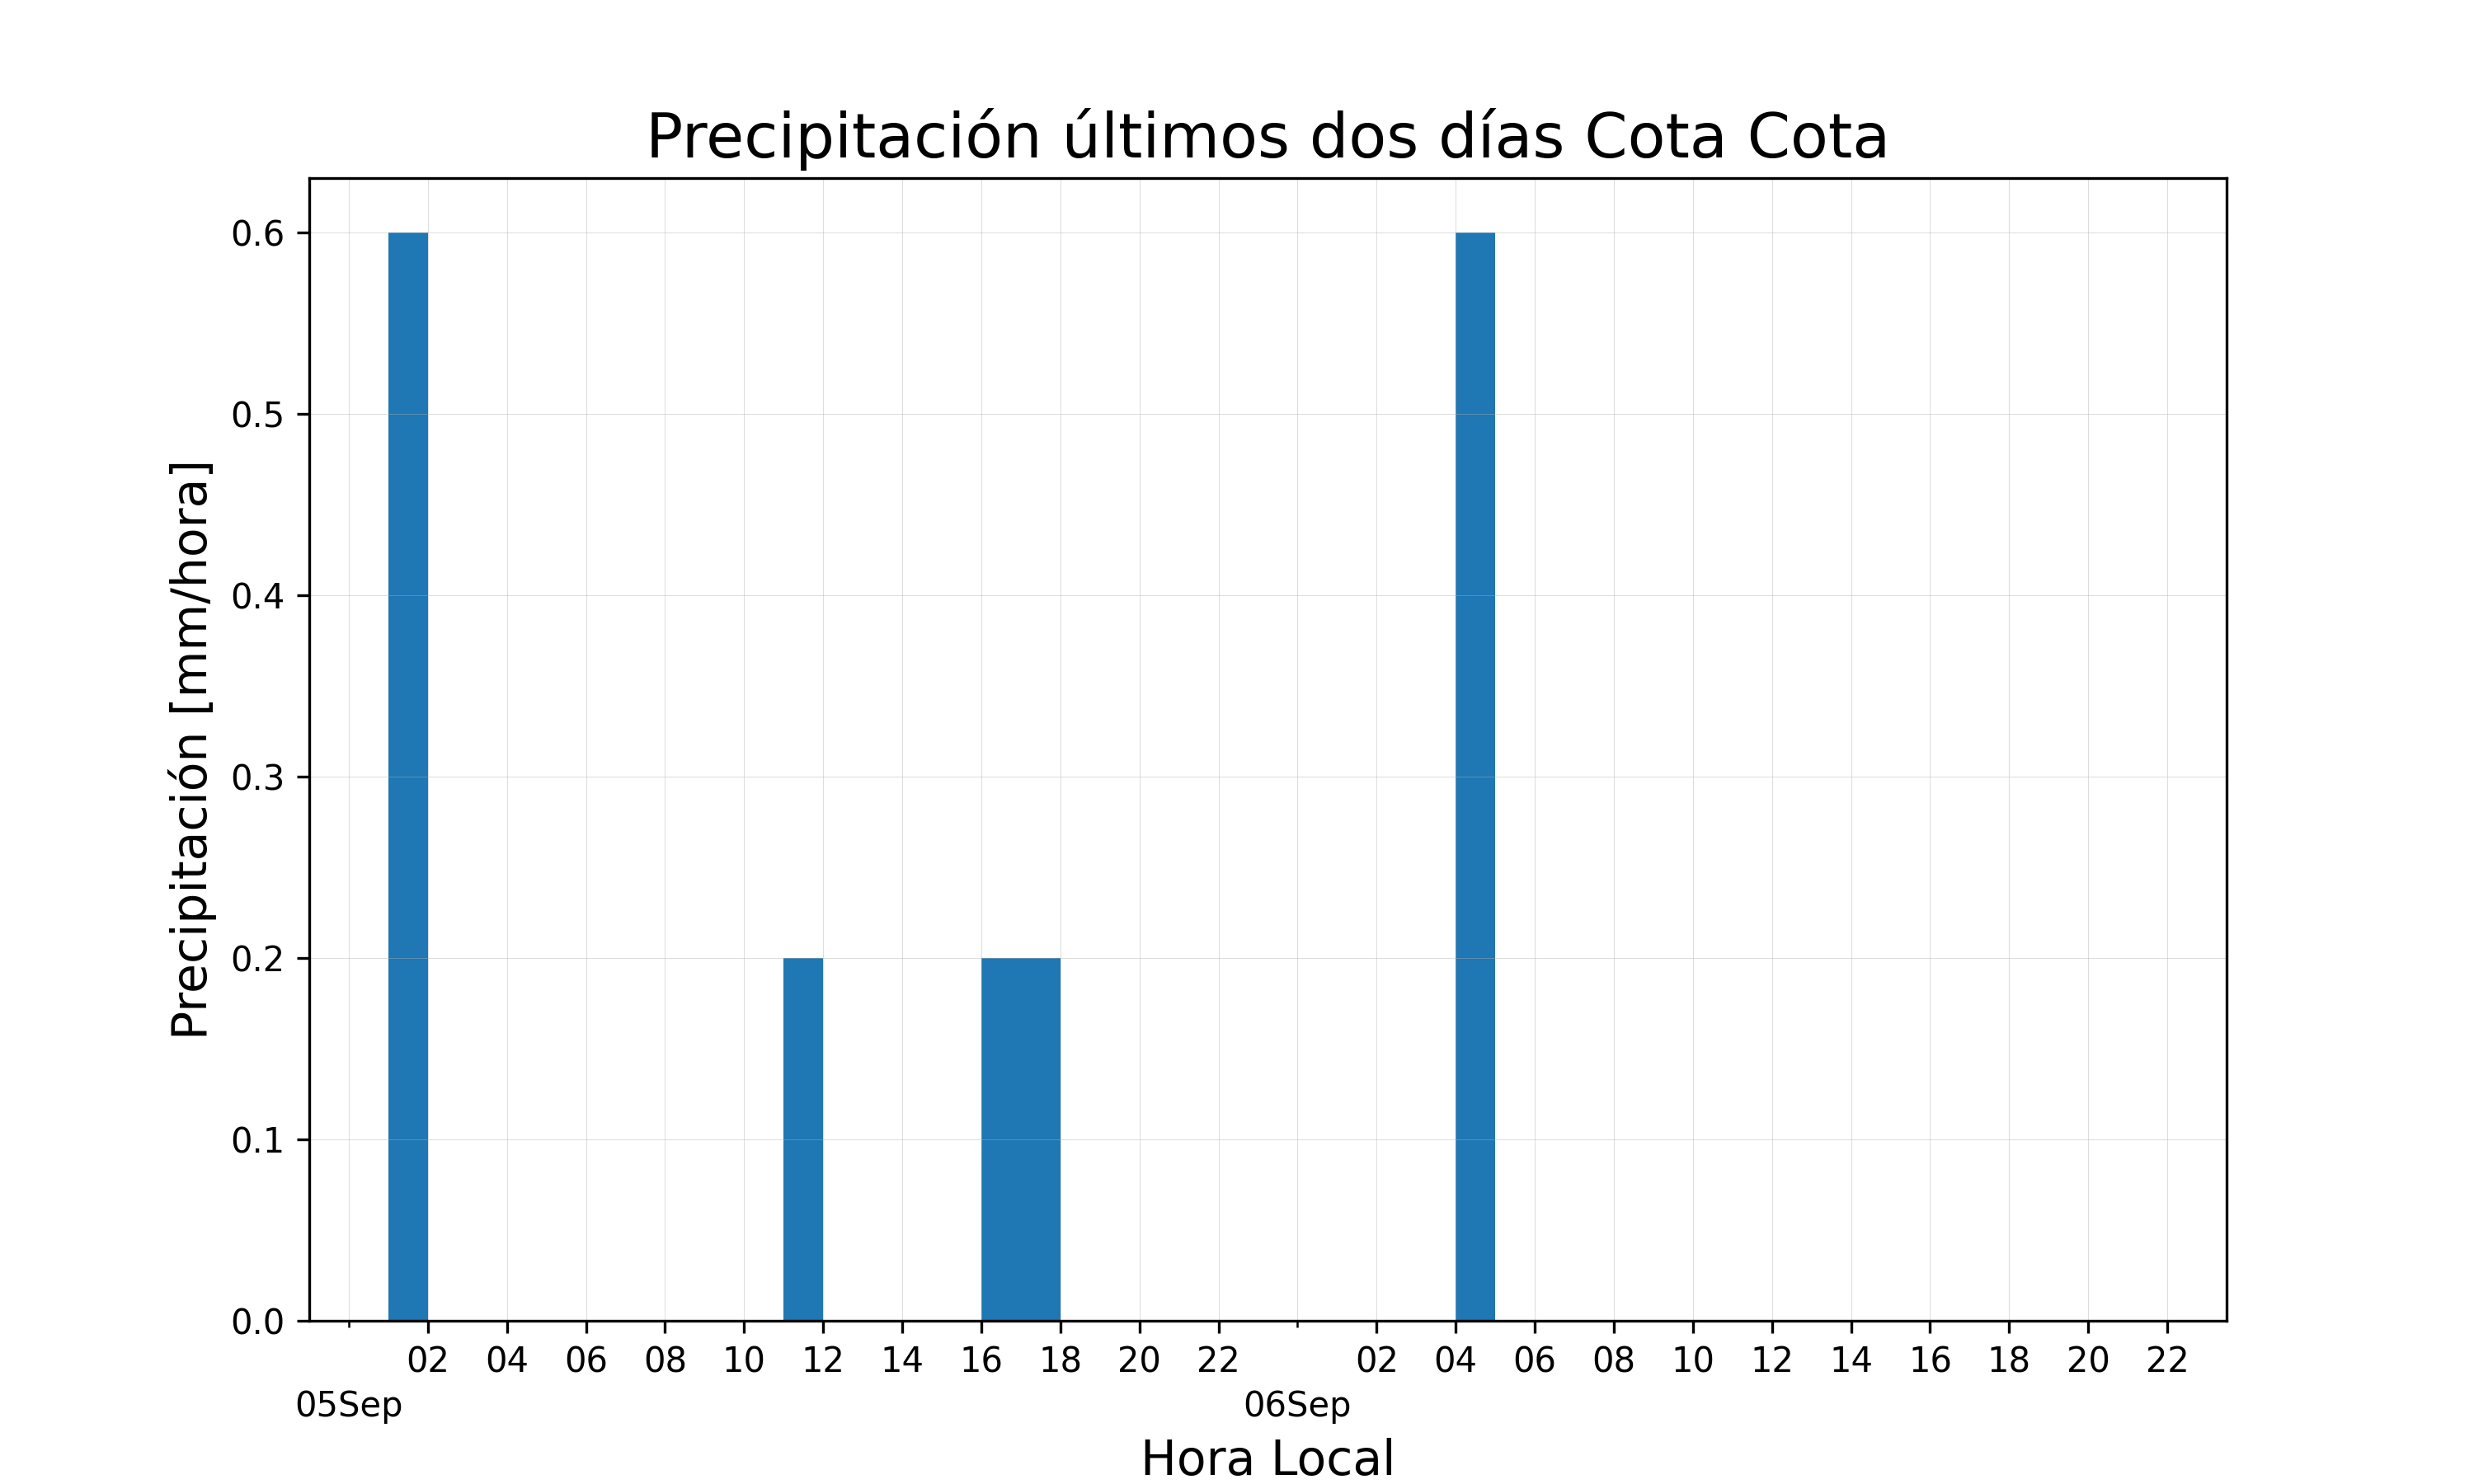 Precipitación últimos dos días Cota Cota
Precipitación [mm/hora]
0.6
0.5
0.4
0.3
0.2
0.1
0.0
02 04 06 08 10 12 14 16 18 20 22 02 04 06 08 10 12 14 16 18 20 22
05Sep 06Sep
Hora Local